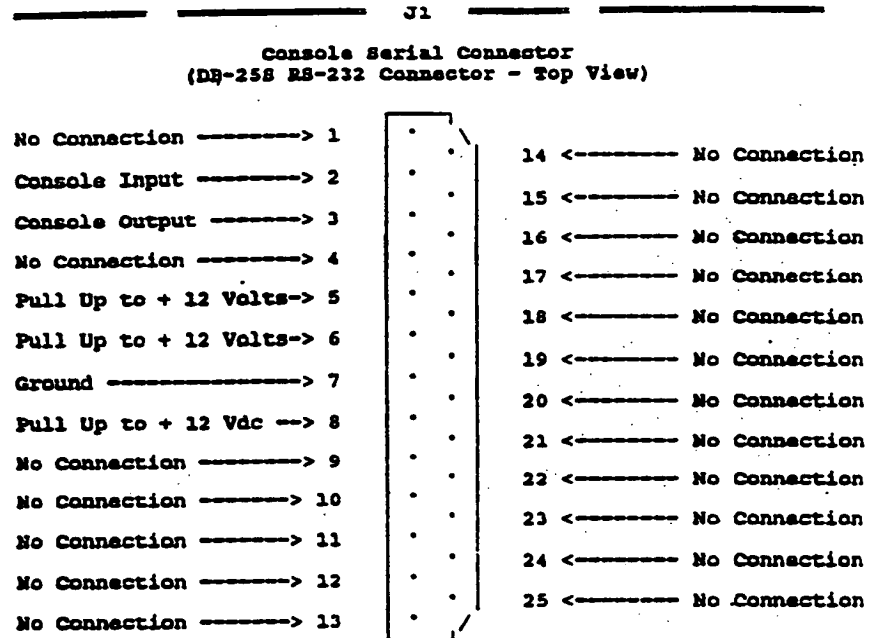 J1
Console Serial Connector
(DB-25S RS-232 Connector - Top View)
No Connection --------> 1
Console Input --------> 2
Console Output -------> 3
No Connection --------> 4
Pull Up to + 12 Volts-> 5
Pull Up to + 12 Volts-> 6
Ground ---------------> 7
Pull Up to + 12 Vdc --> 8
No Connection --------> 9
No Connection -------> 10
No Connection -------> 11
No Connection -------> 12
No Connection -------> 13
14 <-------- No Connection
15 <-------- No Connection
16 <-------- No Connection
17 <-------- No Connection
18 <-------- No Connection
19 <-------- No Connection
20 <-------- No Connection
21 <-------- No Connection
22 <-------- No Connection
23 <-------- No Connection
24 <-------- No Connection
25 <-------- No Connection